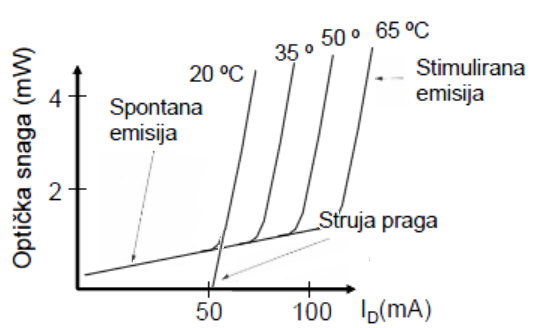 Optička snaga (mW)
4
2
Spontana
emisija
20 ºC
35 º
50 º
65 ºC
Stimulirana
emisija
Struja praga
50
100
I_D(mA)